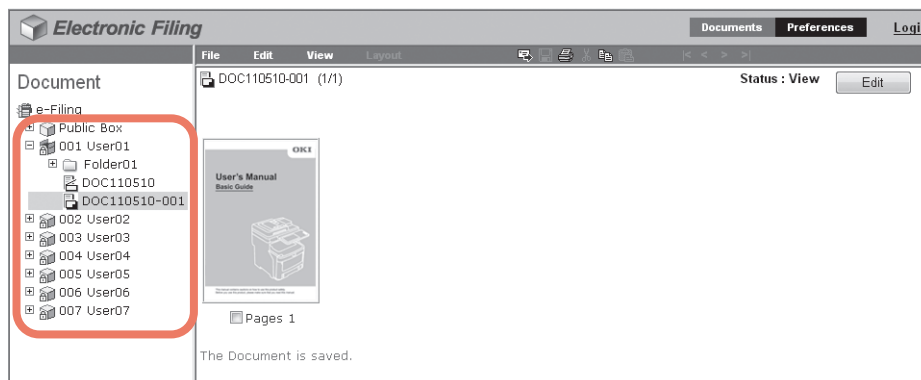 Electronic Filing
Documents Preferences Logi
File Edit View Layout |< < > >|
Document
DOC110510-001 (1/1)
Status : View Edit
e-Filing
Public Box
001 User01
Folder01
DOC110510
DOC110510-001
002 User02
003 User03
004 User04
005 User05
006 User06
007 User07
OKI
User's Manual
Basic Guide
Pages 1
The Document is saved.